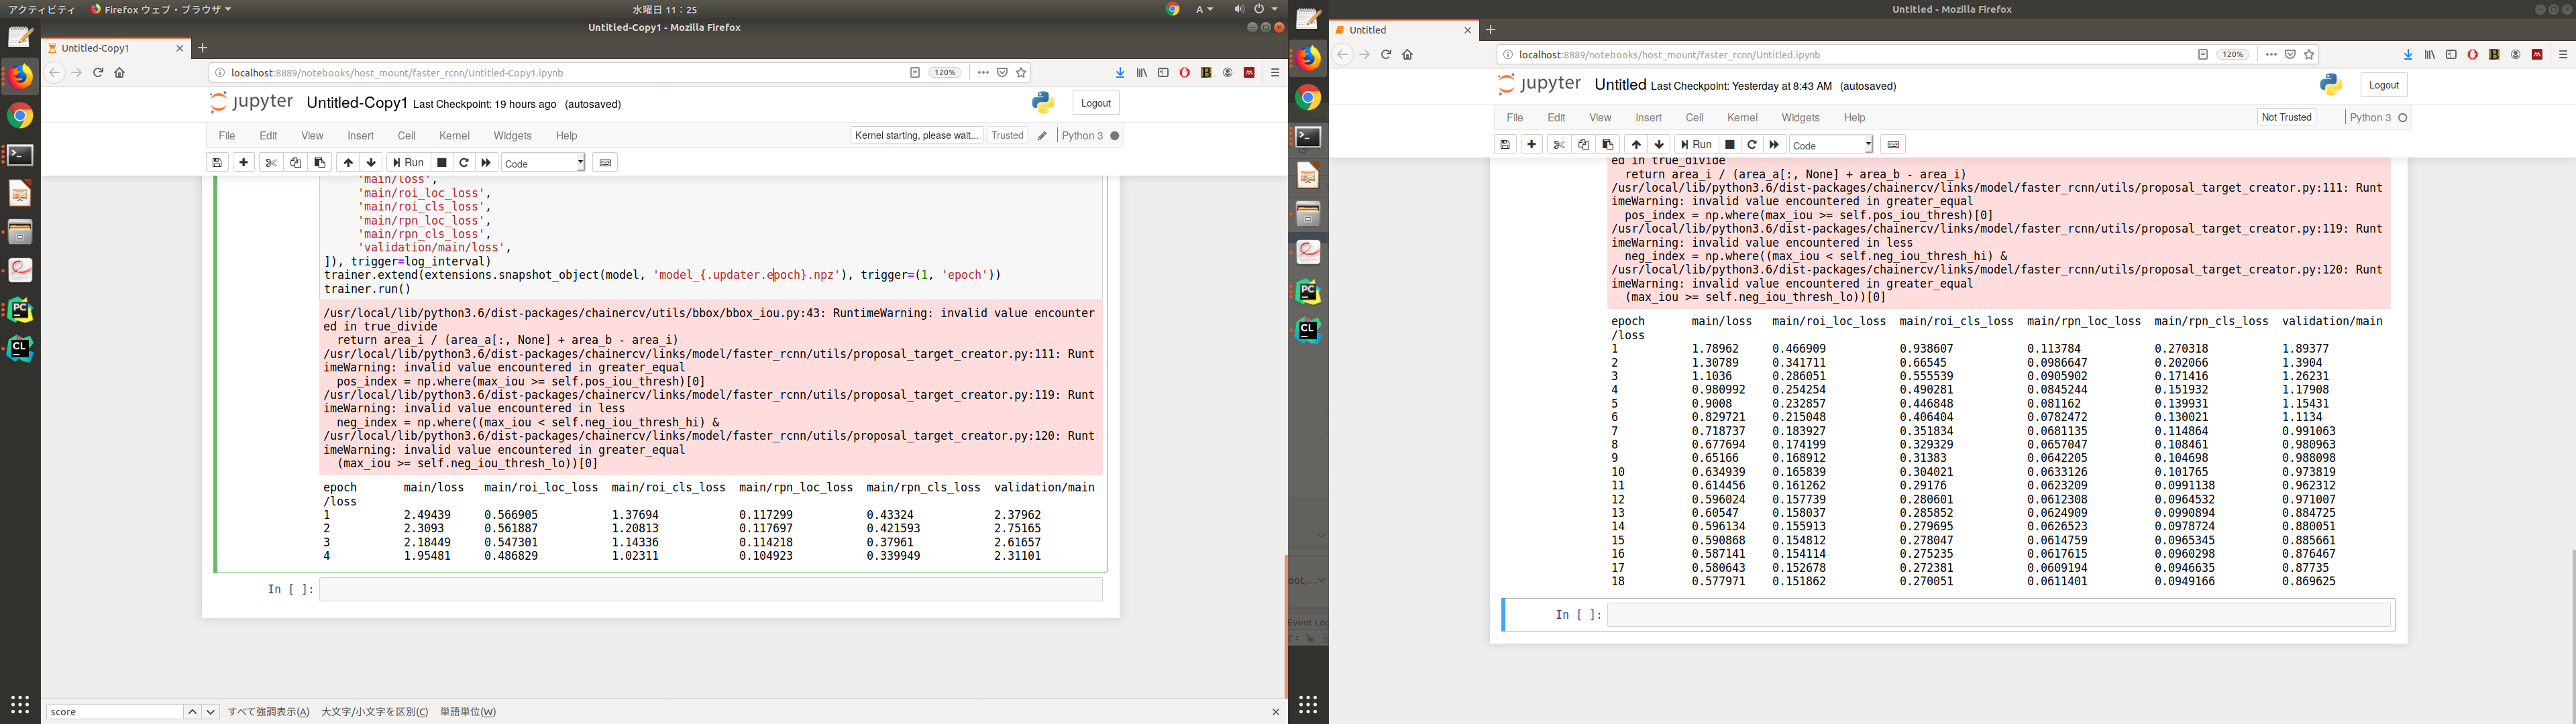 アクティビティ
Firefox ウェブ・ブラウザ
水曜日 11：25
A
Untitled-Copy1 - Mozilla Firefox
Untitled-Copy1
localhost:8889/notebooks/host_mount/faster_rcnn/Untitled-Copy1.ipynb
120%
jupyter Untitled-Copy1 Last Checkpoint: 19 hours ago (autosaved)
Logout
File Edit View Insert Cell Kernel Widgets Help
Kernel starting, please wait... Trusted Python 3
Run Code
'main/loss',
'main/roi_loc_loss',
'main/roi_cls_loss',
'main/rpn_loc_loss',
'main/rpn_cls_loss',
'validation/main/loss',
]), trigger=log_interval)
trainer.extend(extensions.snapshot_object(model, 'model_{.updater.epoch}.npz'), trigger=(1, 'epoch'))
trainer.run()
/usr/local/lib/python3.6/dist-packages/chainercv/utils/bbox/bbox_iou.py:43: RuntimeWarning: invalid value encounter
ed in true_divide
return area_i / (area_a[:, None] + area_b - area_i)
/usr/local/lib/python3.6/dist-packages/chainercv/links/model/faster_rcnn/utils/proposal_target_creator.py:111: Runt
imeWarning: invalid value encountered in greater_equal
pos_index = np.where(max_iou >= self.pos_iou_thresh)[0]
/usr/local/lib/python3.6/dist-packages/chainercv/links/model/faster_rcnn/utils/proposal_target_creator.py:119: Runt
imeWarning: invalid value encountered in less
neg_index = np.where((max_iou < self.neg_iou_thresh_hi) &
/usr/local/lib/python3.6/dist-packages/chainercv/links/model/faster_rcnn/utils/proposal_target_creator.py:120: Runt
imeWarning: invalid value encountered in greater_equal
(max_iou >= self.neg_iou_thresh_lo))[0]
epoch main/loss main/roi_loc_loss main/roi_cls_loss main/rpn_loc_loss main/rpn_cls_loss validation/main
/loss
1 2.49439 0.566905 1.37694 0.117299 0.43324 2.37962
2 2.3093 0.561887 1.20813 0.117697 0.421593 2.75165
3 2.18449 0.547301 1.14336 0.114218 0.37961 2.61657
4 1.95481 0.486829 1.02311 0.104923 0.339949 2.31101
In [ ]:
score すべて強調表示(A) 大文字/小文字を区別(C) 単語単位(W)
oot,...
Event Log
Untitled - Mozilla Firefox
Untitled
localhost:8889/notebooks/host_mount/faster_rcnn/Untitled.ipynb
120%
jupyter Untitled Last Checkpoint: Yesterday at 8:43 AM (autosaved)
Logout
File Edit View Insert Cell Kernel Widgets Help
Not Trusted Python 3
Run Code
ed in true_divide
return area_i / (area_a[:, None] + area_b - area_i)
/usr/local/lib/python3.6/dist-packages/chainercv/links/model/faster_rcnn/utils/proposal_target_creator.py:111: Runt
imeWarning: invalid value encountered in greater_equal
pos_index = np.where(max_iou >= self.pos_iou_thresh)[0]
/usr/local/lib/python3.6/dist-packages/chainercv/links/model/faster_rcnn/utils/proposal_target_creator.py:119: Runt
imeWarning: invalid value encountered in less
neg_index = np.where((max_iou < self.neg_iou_thresh_hi) &
/usr/local/lib/python3.6/dist-packages/chainercv/links/model/faster_rcnn/utils/proposal_target_creator.py:120: Runt
imeWarning: invalid value encountered in greater_equal
(max_iou >= self.neg_iou_thresh_lo))[0]
epoch main/loss main/roi_loc_loss main/roi_cls_loss main/rpn_loc_loss main/rpn_cls_loss validation/main
/loss
1 1.78962 0.466909 0.938607 0.113784 0.270318 1.89377
2 1.30789 0.341711 0.66545 0.0986647 0.202066 1.3904
3 1.1036 0.286051 0.555539 0.0905902 0.171416 1.26231
4 0.980992 0.254254 0.490281 0.0845244 0.151932 1.17908
5 0.9008 0.232857 0.446848 0.081162 0.139931 1.15431
6 0.829721 0.215048 0.406404 0.0782472 0.130021 1.1134
7 0.718737 0.183927 0.351834 0.0681135 0.114864 0.991063
8 0.677694 0.174199 0.329329 0.0657047 0.108461 0.980963
9 0.65166 0.168912 0.31383 0.0642205 0.104698 0.988098
10 0.634939 0.165839 0.304021 0.0633126 0.101765 0.973819
11 0.614456 0.161262 0.29176 0.0623209 0.0991138 0.962312
12 0.596024 0.157739 0.280601 0.0612308 0.0964532 0.971007
13 0.60547 0.158037 0.285852 0.0624909 0.0990894 0.884725
14 0.596134 0.155913 0.279695 0.0626523 0.0978724 0.880051
15 0.590868 0.154812 0.278047 0.0614759 0.0965345 0.885661
16 0.587141 0.154114 0.275235 0.0617615 0.0960298 0.876467
17 0.580643 0.152678 0.272381 0.0609194 0.0946635 0.87735
18 0.577971 0.151862 0.270051 0.0611401 0.0949166 0.869625
In [ ]: